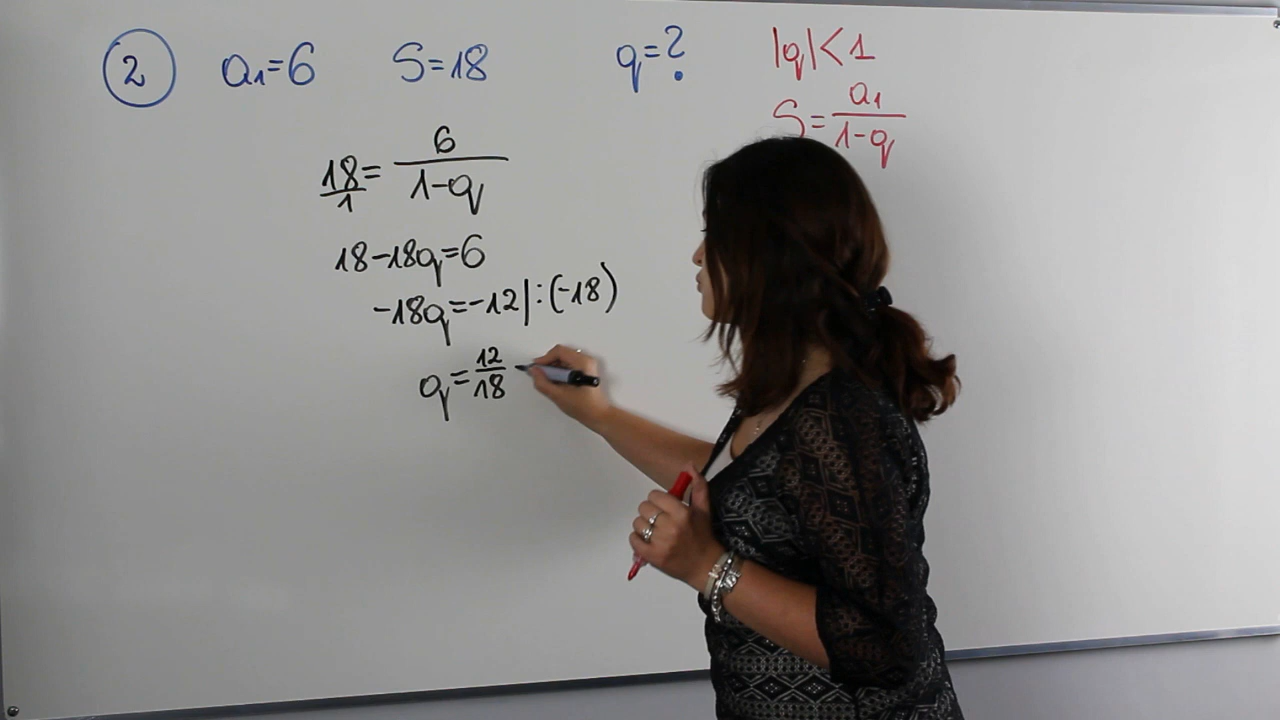 2 a₁=6 S=18 q=? |q|<1
S=a₁/1-q
18/1=6/1-q
18-18q=6
-18q=-12|:(-18)
q=12/18